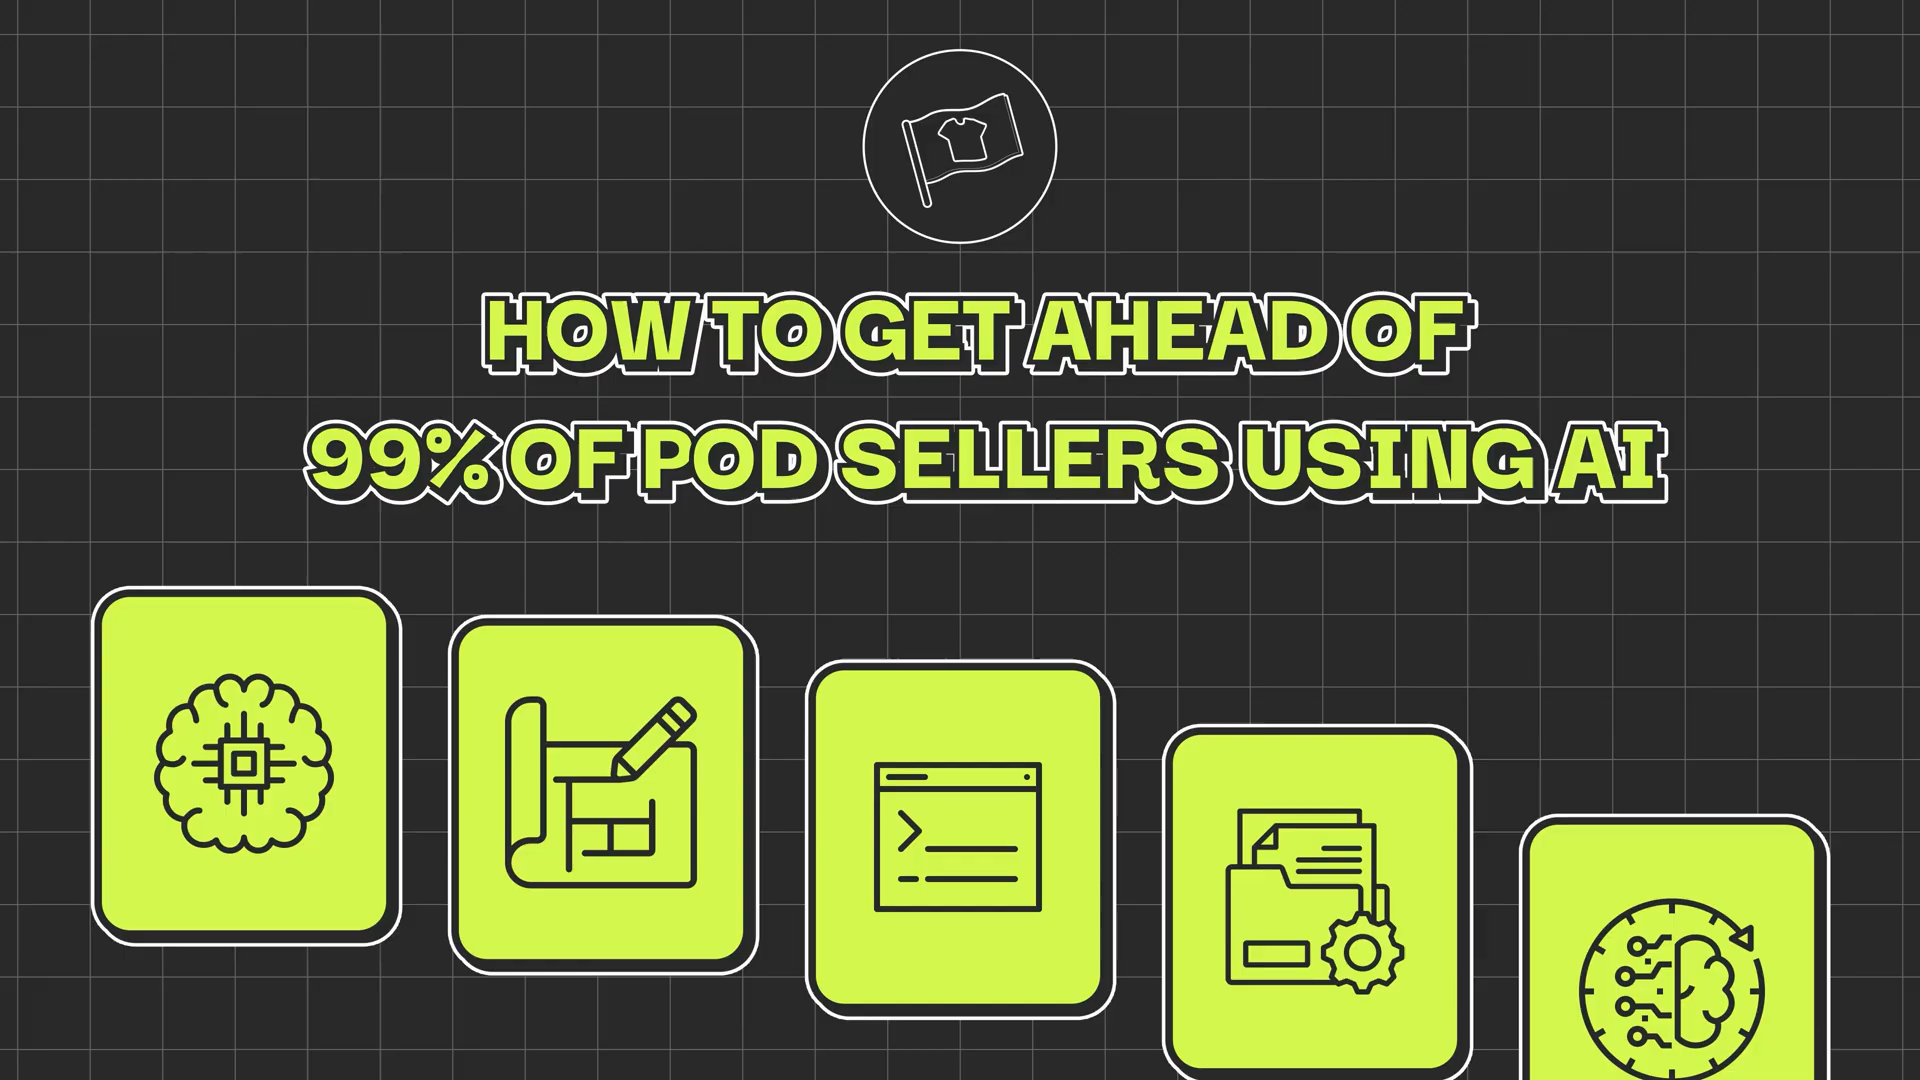 HOW TO GET AHEAD OF
99% OF POD SELLERS USING AI